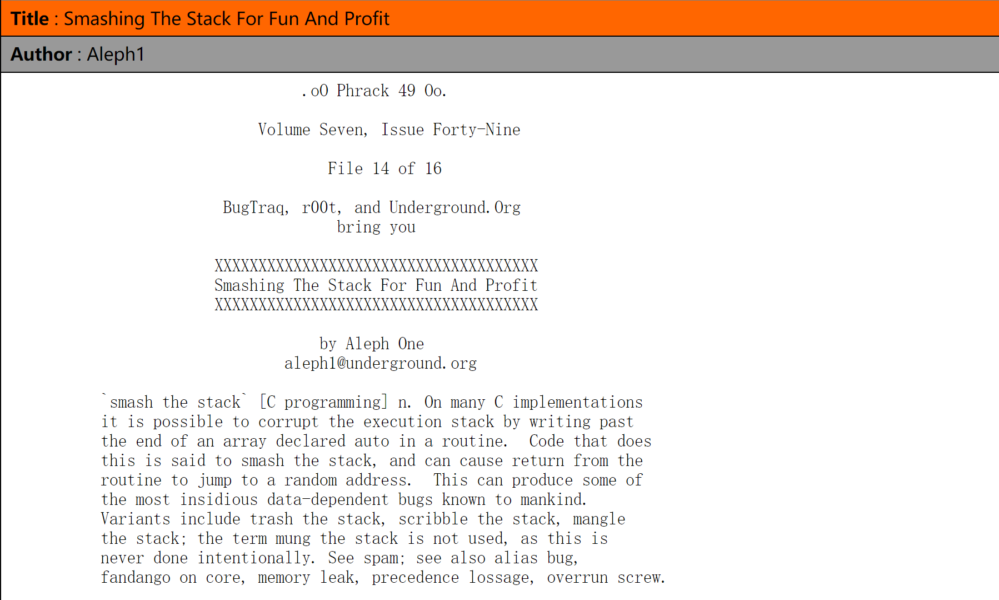 Title : Smashing The Stack For Fun And Profit
Author : Aleph1
.oO Phrack 49 Oo.
Volume Seven, Issue Forty-Nine
File 14 of 16
BugTraq, r00t, and Underground.Org
bring you
XXXXXXXXXXXXXXXXXXXXXXXXXXXXXXXXXXXXX
Smashing The Stack For Fun And Profit
XXXXXXXXXXXXXXXXXXXXXXXXXXXXXXXXXXXXX
by Aleph One
aleph1@underground.org
`smash the stack` [C programming] n. On many C implementations
it is possible to corrupt the execution stack by writing past
the end of an array declared auto in a routine.  Code that does
this is said to smash the stack, and can cause return from the
routine to jump to a random address.  This can produce some of
the most insidious data-dependent bugs known to mankind.
Variants include trash the stack, scribble the stack, mangle
the stack; the term mung the stack is not used, as this is
never done intentionally. See spam; see also alias bug,
fandango on core, memory leak, precedence lossage, overrun screw.